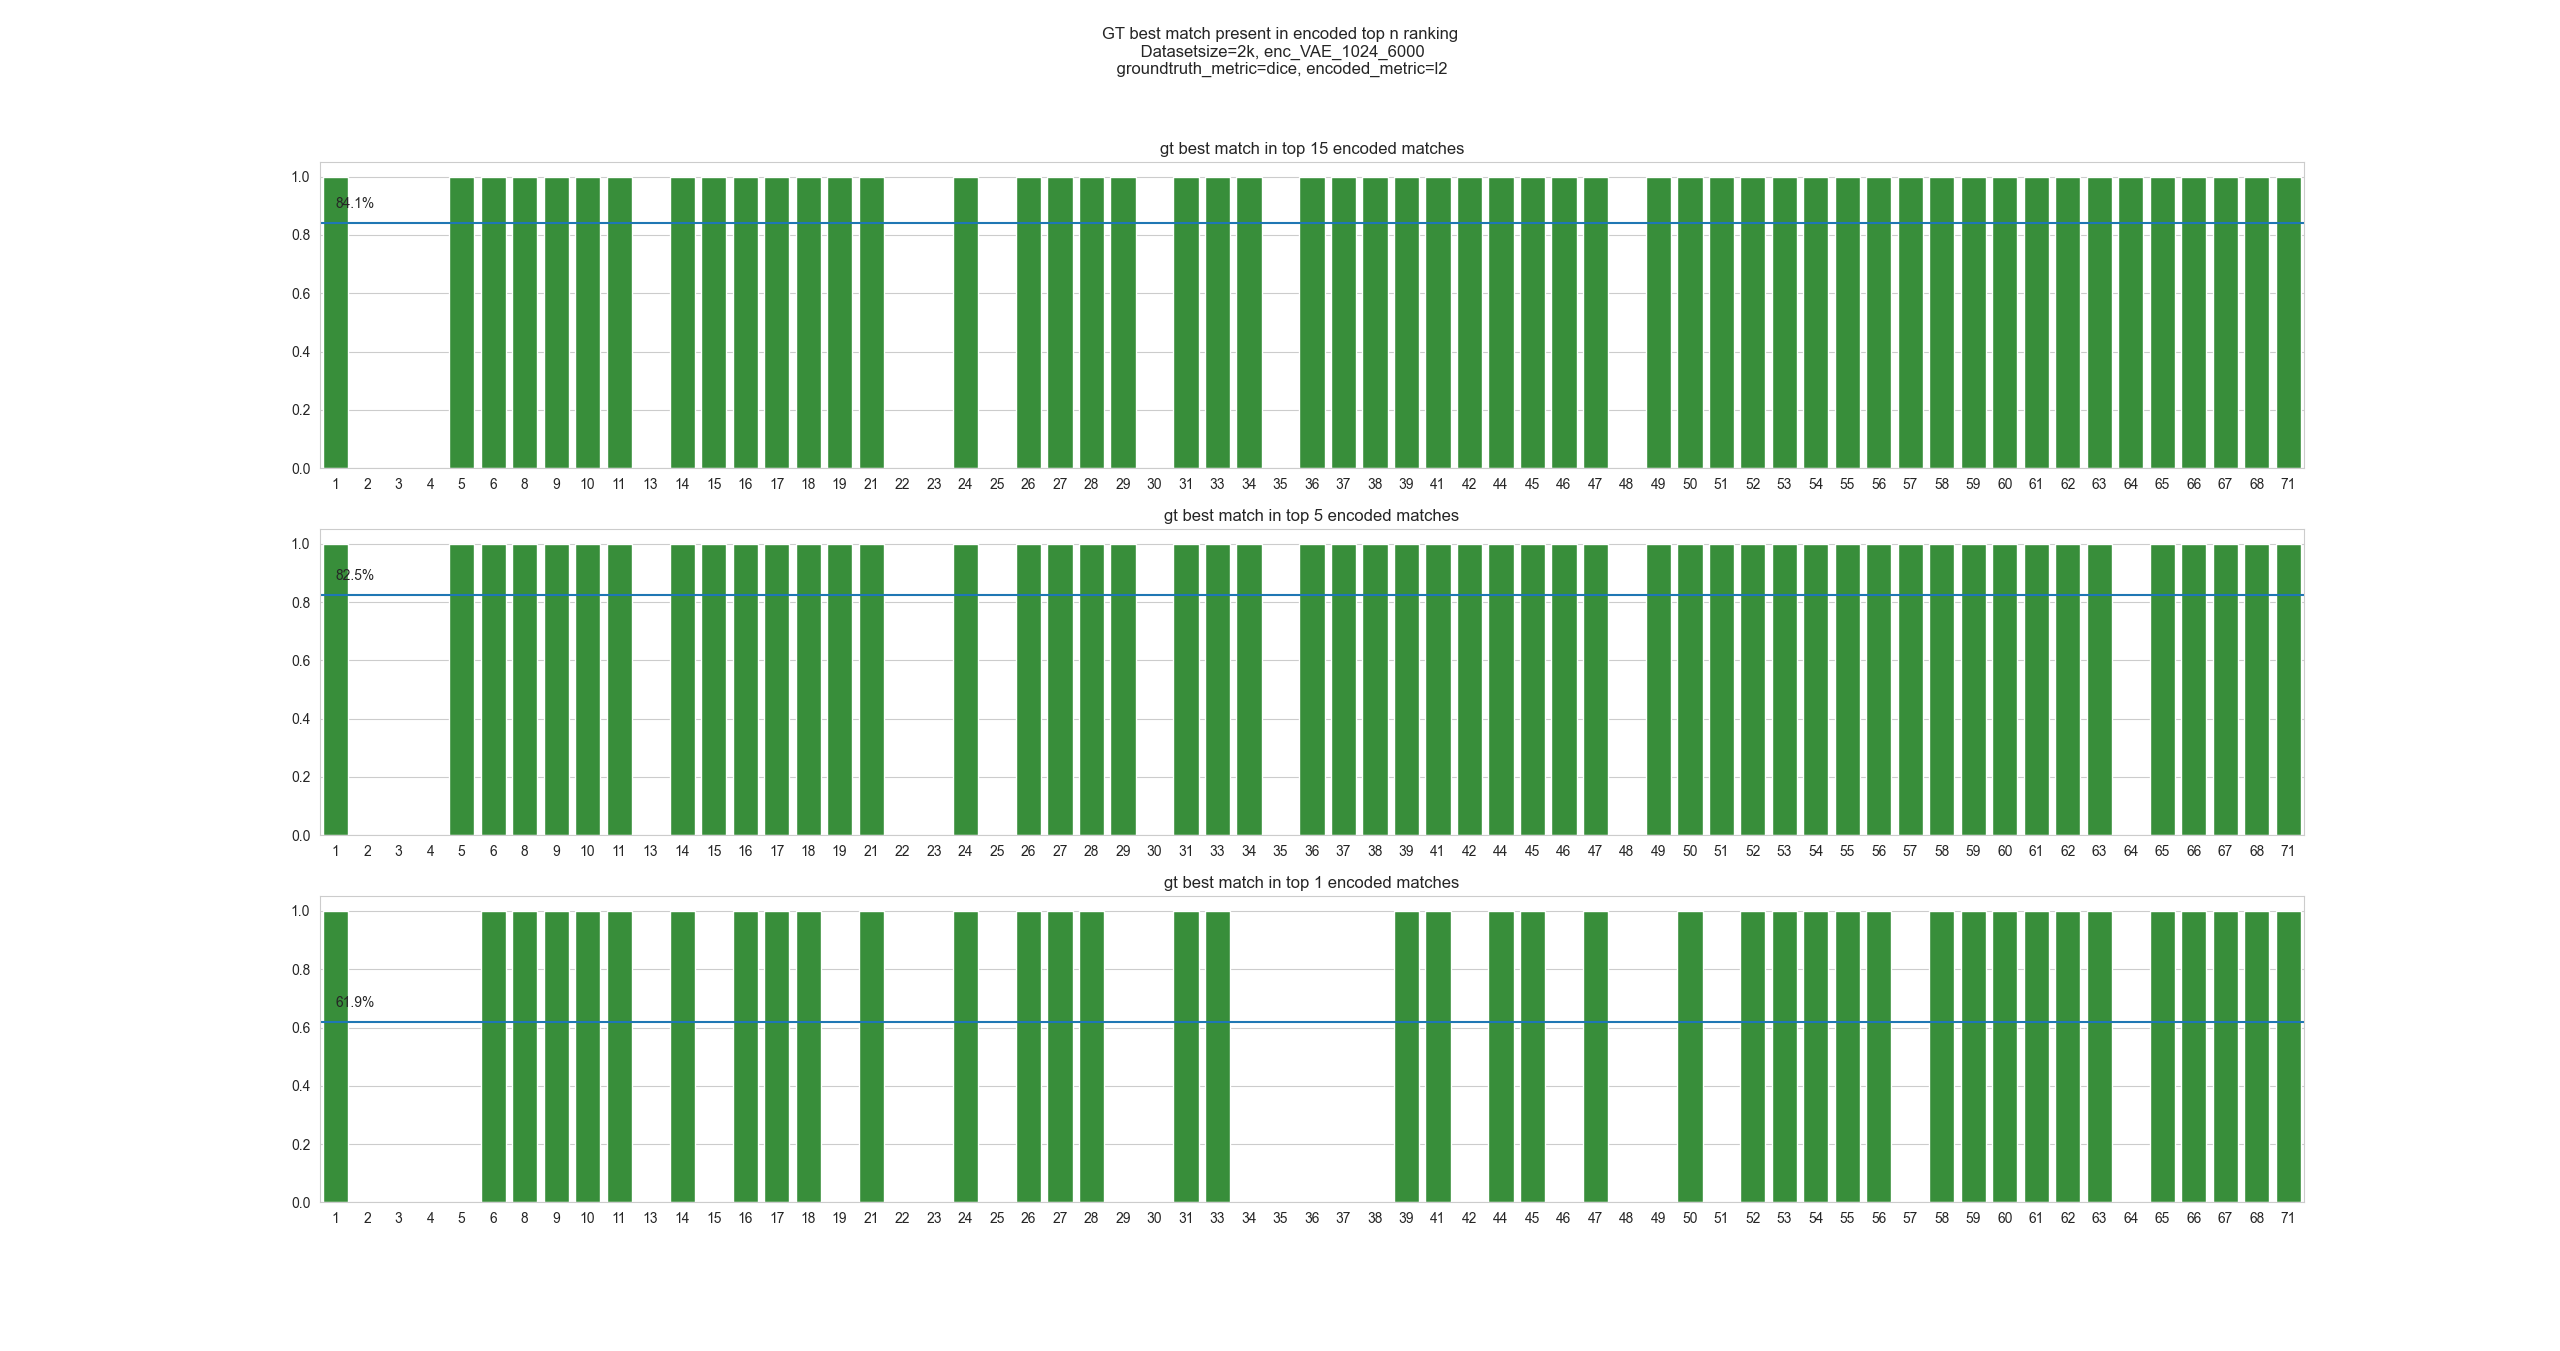 GT best match present in encoded top n ranking
Datasetsize=2k, enc_VAE_1024_6000
groundtruth_metric=dice, encoded_metric=l2
gt best match in top 15 encoded matches
1.0
84.1%
0.8
0.6
0.4
0.2
0.0
1 2 3 4 5 6 8 9 10 11 13 14 15 16 17 18 19 21 22 23 24 25 26 27 28 29 30 31 33 34 35 36 37 38 39 41 42 44 45 46 47 48 49 50 51 52 53 54 55 56 57 58 59 60 61 62 63 64 65 66 67 68 71
gt best match in top 5 encoded matches
1.0
82.5%
0.8
0.6
0.4
0.2
0.0
1 2 3 4 5 6 8 9 10 11 13 14 15 16 17 18 19 21 22 23 24 25 26 27 28 29 30 31 33 34 35 36 37 38 39 41 42 44 45 46 47 48 49 50 51 52 53 54 55 56 57 58 59 60 61 62 63 64 65 66 67 68 71
gt best match in top 1 encoded matches
1.0
0.8
61.9%
0.6
0.4
0.2
0.0
1 2 3 4 5 6 8 9 10 11 13 14 15 16 17 18 19 21 22 23 24 25 26 27 28 29 30 31 33 34 35 36 37 38 39 41 42 44 45 46 47 48 49 50 51 52 53 54 55 56 57 58 59 60 61 62 63 64 65 66 67 68 71